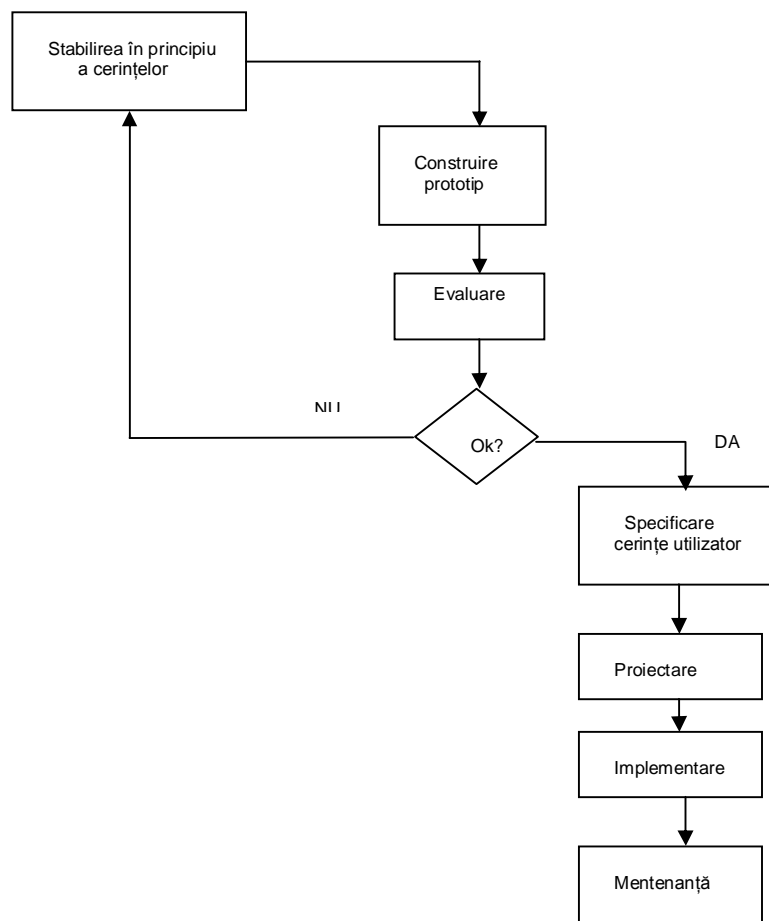 Stabilirea în principiu
a cerințelor
Construire
prototip
Evaluare
NU
Ok?
DA
Specificare
cerințe utilizator
Proiectare
Implementare
Mentenanță